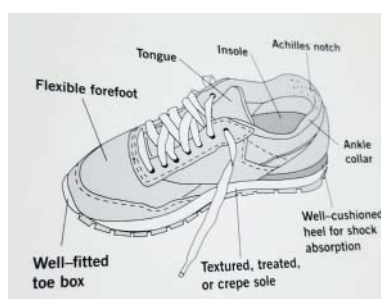 Tongue
Insole
Achilles notch
Flexible forefoot
Ankle
collar
Well-cushioned
heel for shock
absorption
Textured, treated,
or crepe sole
Well-fitted
toe box